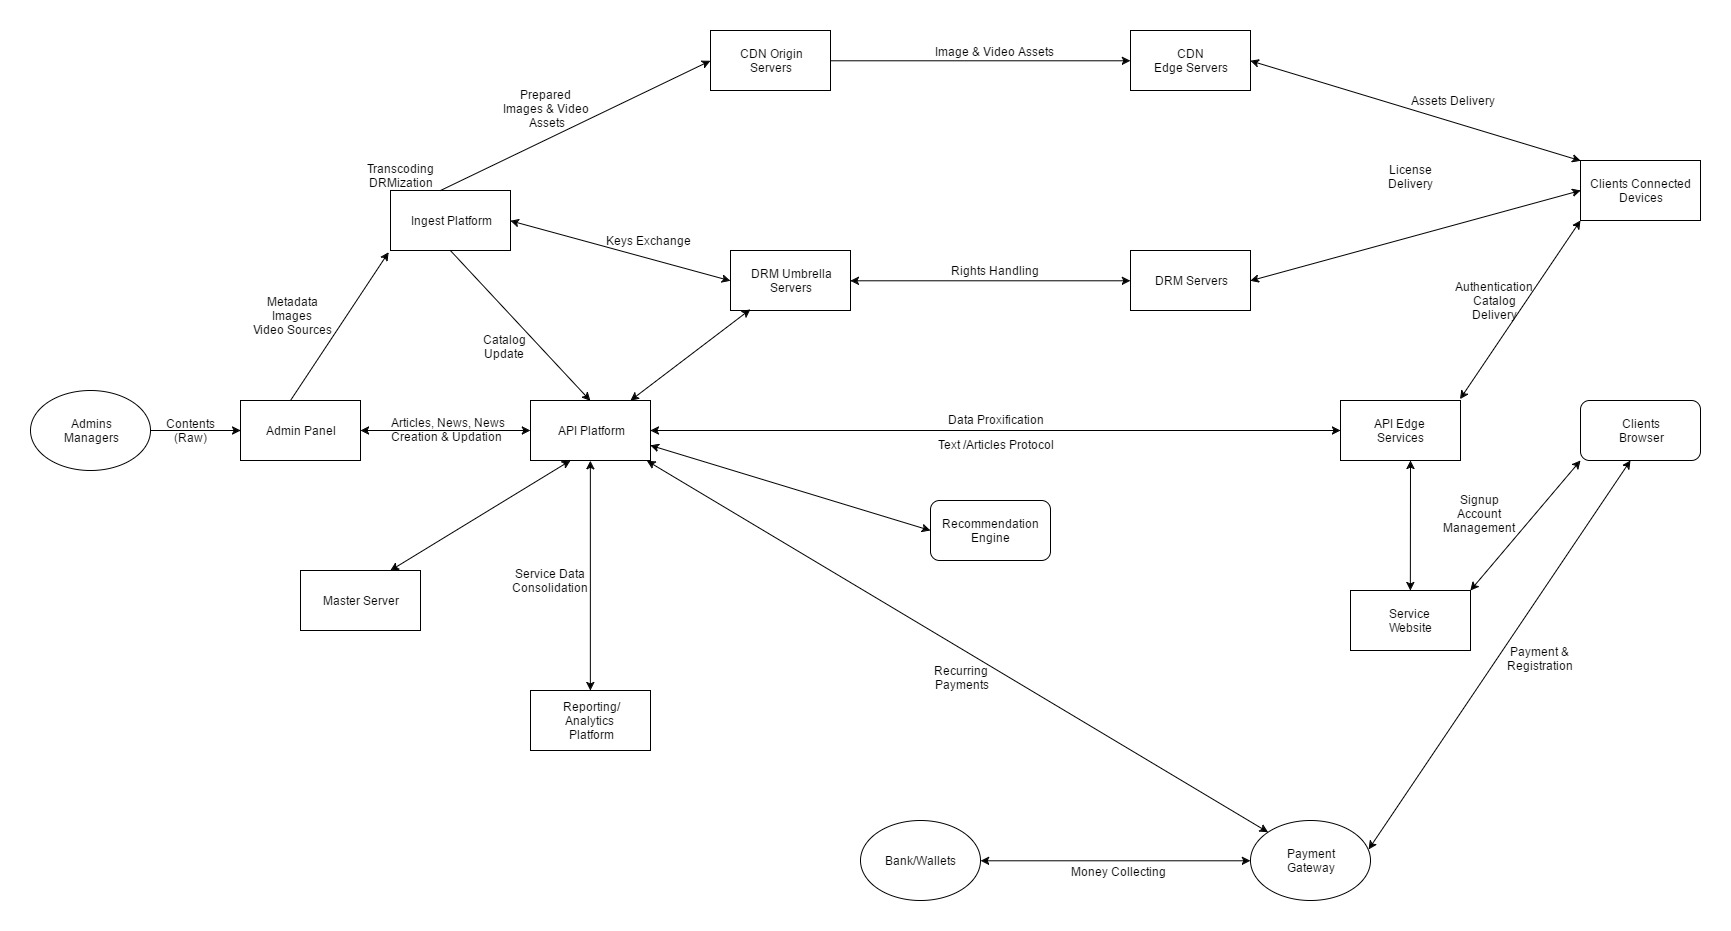 CDN Origin
Servers
Image & Video Assets
CDN
Edge Servers
Prepared
Images & Video
Assets
Assets Delivery
Transcoding
DRMization
License
Delivery
Clients Connected
Devices
Ingest Platform
Keys Exchange
DRM Umbrella
Servers
Rights Handling
DRM Servers
Metadata
Images
Video Sources
Authentication
Catalog
Delivery
Catalog
Update
Admins
Managers
Contents
(Raw)
Admin Panel
Articles, News, News
Creation & Updation
API Platform
Data Proxification
Text /Articles Protocol
API Edge
Services
Clients
Browser
Signup
Account
Management
Recommendation
Engine
Master Server
Service Data
Consolidation
Service
Website
Recurring
Payments
Payment &
Registration
Reporting/
Analytics
Platform
Bank/Wallets
Money Collecting
Payment
Gateway